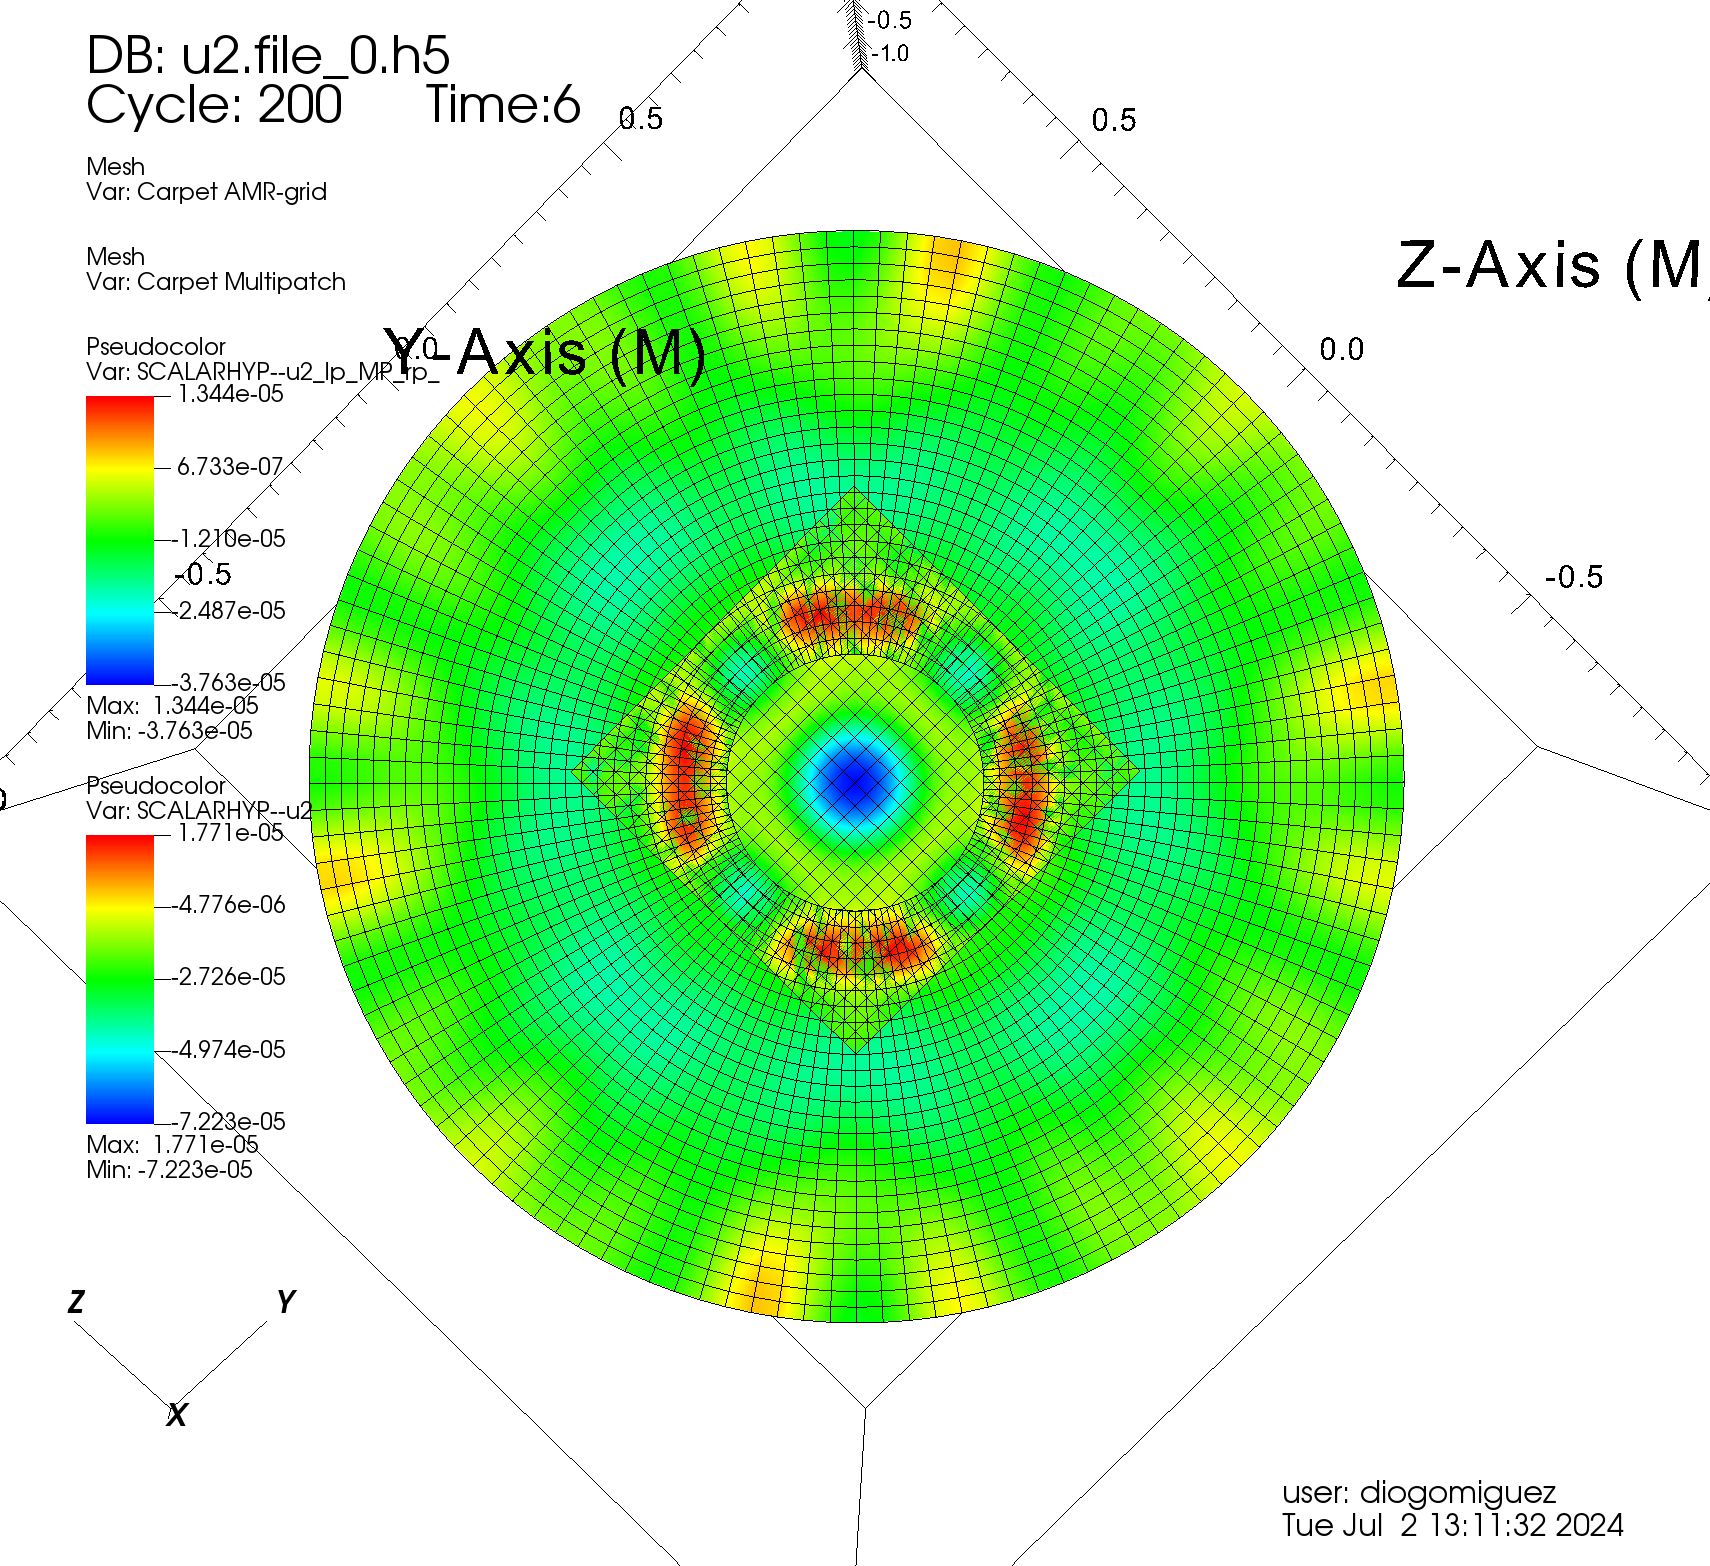 DB: u2.file_0.h5
Cycle: 200 Time:6
Mesh
Var: Carpet AMR-grid
Mesh
Var: Carpet Multipatch
Pseudocolor
Var: SCALARHYP--u2_lp_MP_rp_
1.344e-05
6.733e-07
-1.210e-05
-2.487e-05
-3.763e-05
Max: 1.344e-05
Min: -3.763e-05
Pseudocolor
Var: SCALARHYP--u2
1.771e-05
-4.776e-06
-2.726e-05
-4.974e-05
-7.223e-05
Max: 1.771e-05
Min: -7.223e-05
-0.5
-1.0
0.5
0.0
-0.5
Y-Axis (M)
0.5
0.0
-0.5
Z-Axis (M)
Z
Y
X
user: diogomiguez
Tue Jul 2 13:11:32 2024